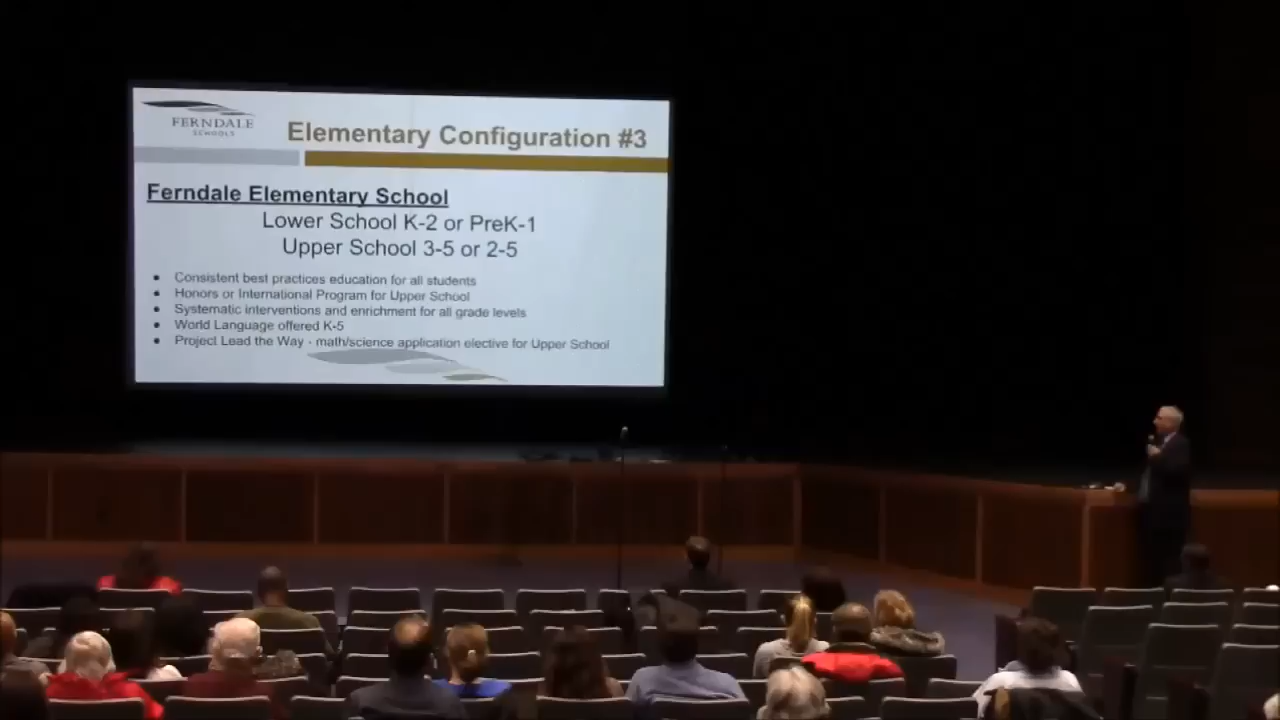 FERNDALE
SCHOOLS
Elementary Configuration #3
Ferndale Elementary School
Lower School K-2 or PreK-1
Upper School 3-5 or 2-5
• Consistent best practices education for all students
• Honors or International Program for Upper School
• Systematic interventions and enrichment for all grade levels
• World Language offered K-5
• Project Lead the Way - math/science application elective for Upper School